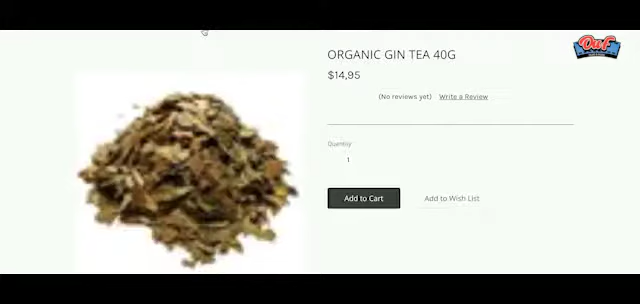 ORGANIC GIN TEA 40G
OWF
$14,95
(No reviews yet) Write a Review
Quantity:
1
Add to Cart Add to Wish List